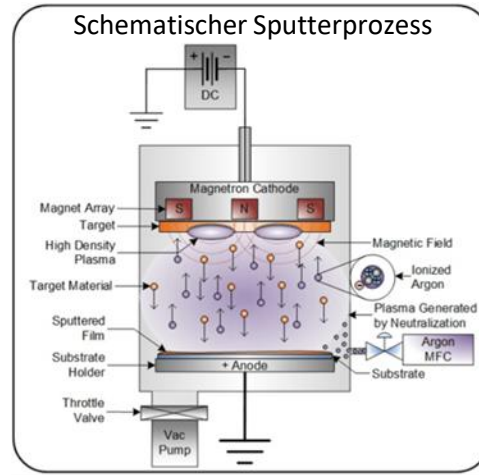 Schematischer Sputterprozess
+ −
DC
Magnetron Cathode
Magnet Array
S N S
Target
High Density
Plasma
Magnetic Field
Ionized
Argon
Target Material
Plasma Generated
by Neutralization
Sputtered
Film
Argon
MFC
Substrate
Holder
+ Anode
Substrate
Throttle
Valve
Vac
Pump